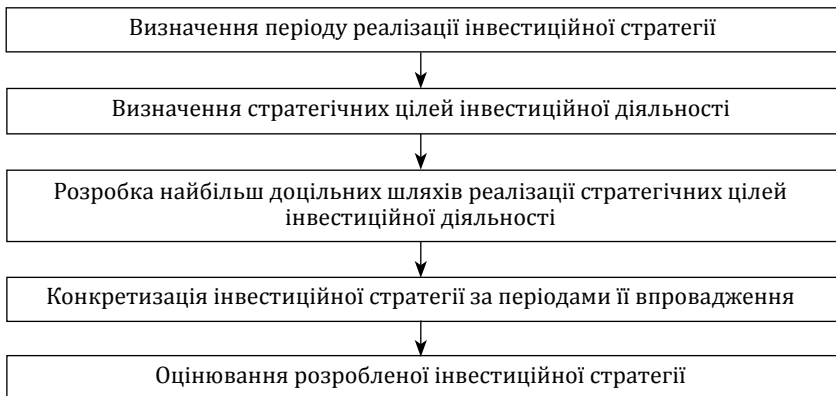 Визначення періоду реалізації інвестиційної стратегії
Визначення стратегічних цілей інвестиційної діяльності
Розробка найбільш доцільних шляхів реалізації стратегічних цілей
інвестиційної діяльності
Конкретизація інвестиційної стратегії за періодами її впровадження
Оцінювання розробленої інвестиційної стратегії